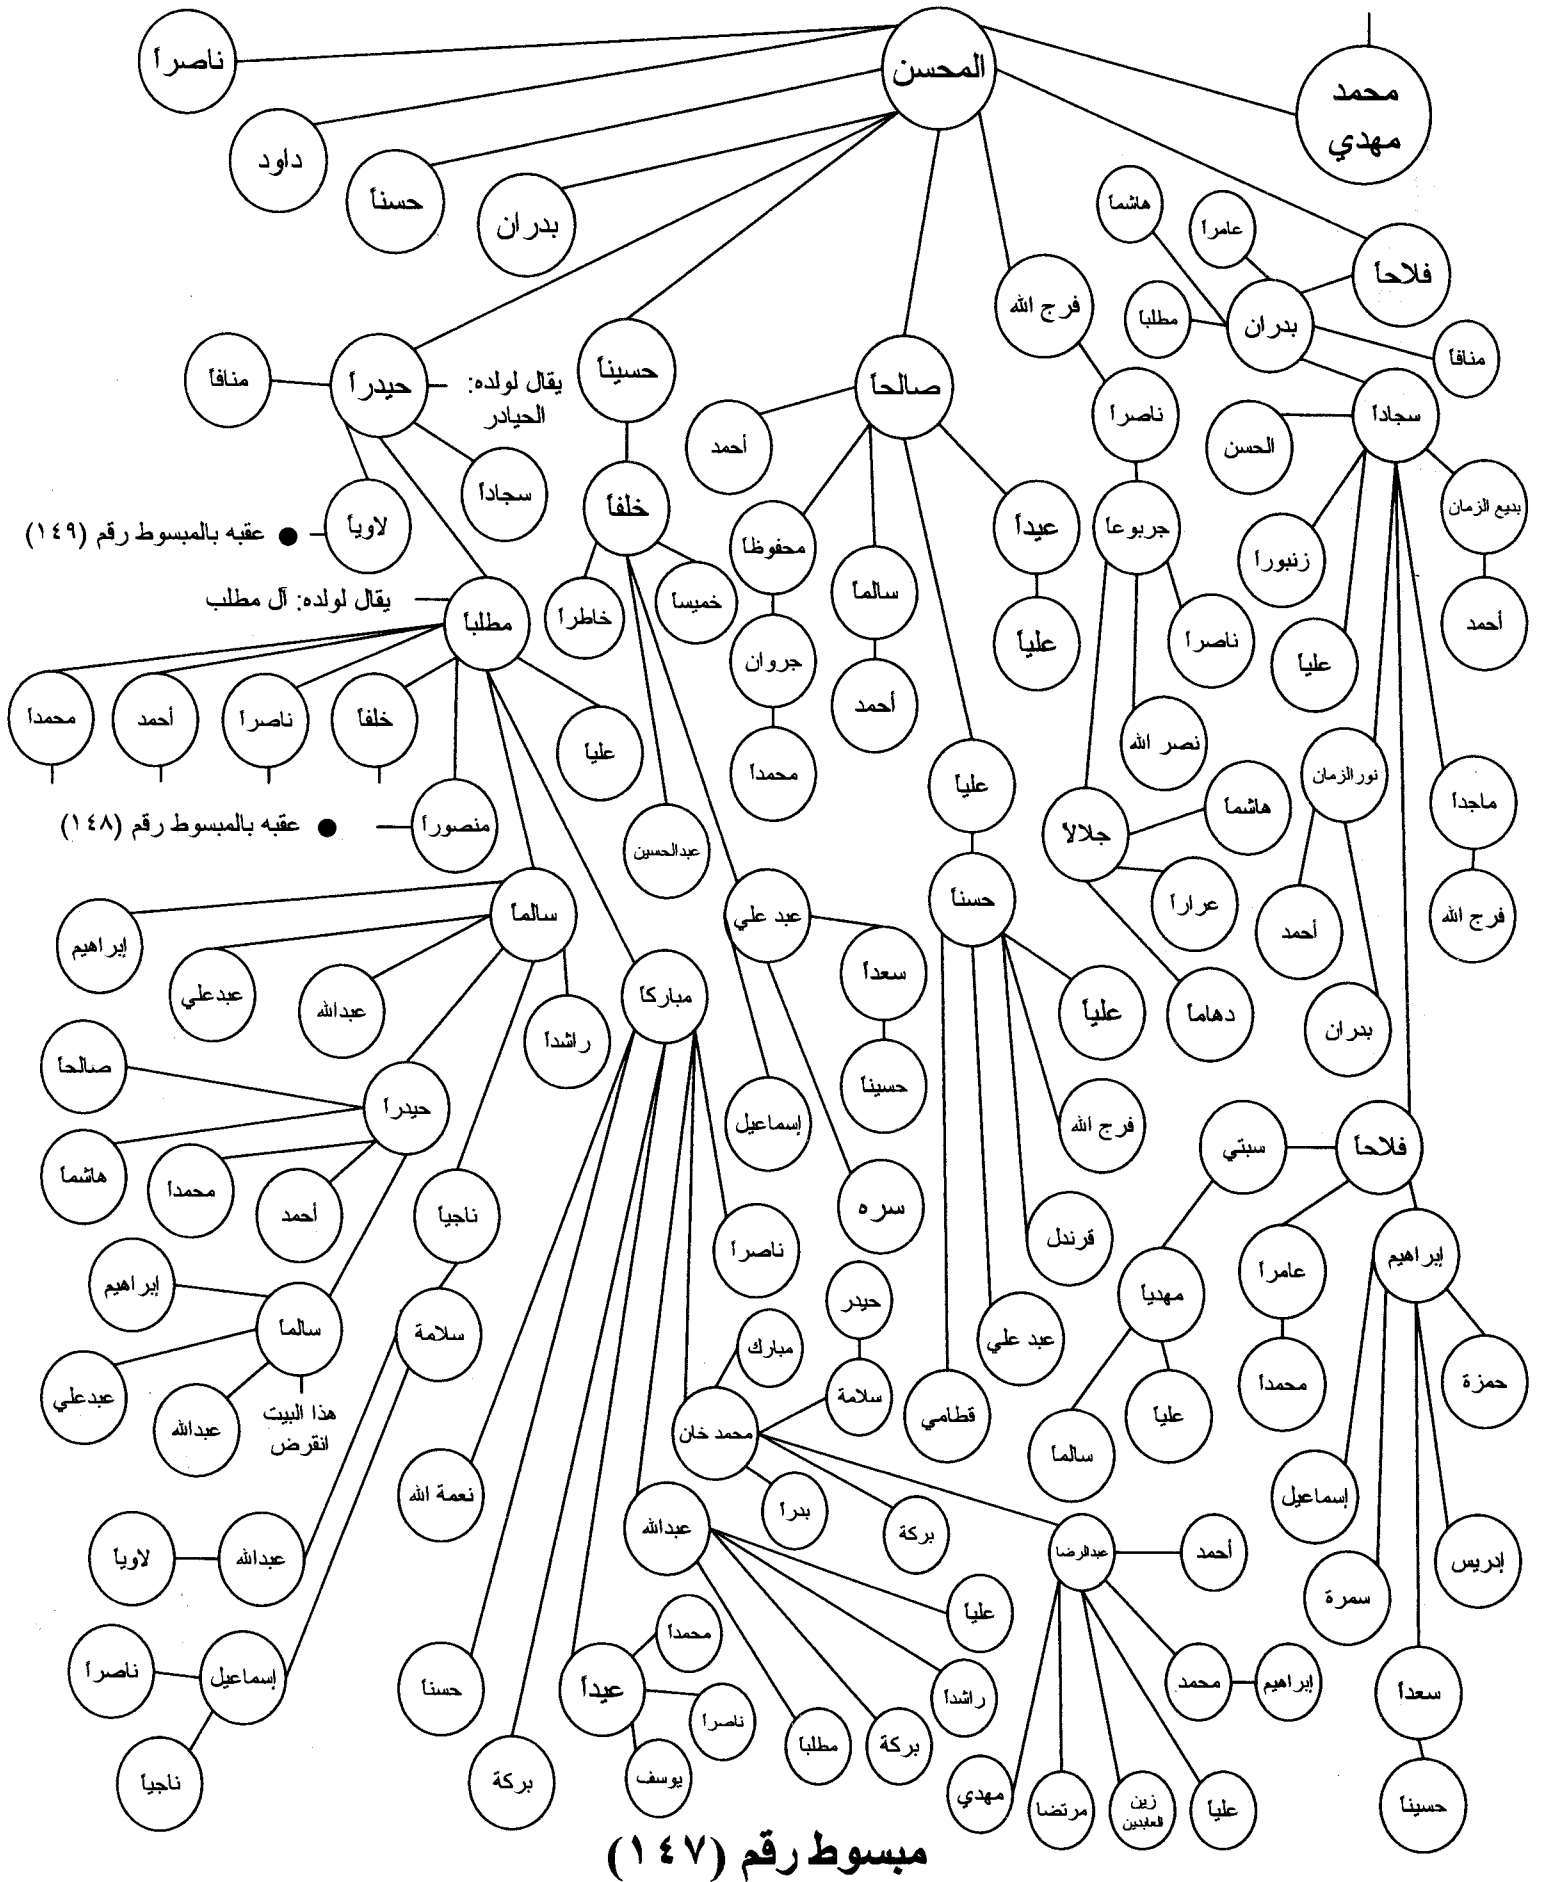 محمد
مهدي
المحسن
ناصراً
داود
حسناً
بدران
هاشماً
عامراً
فلاحاً
فرج الله
مطلباً
بدران
منافاً
حسيناً
صالحاً
حيدراً
منافاً
يقال لولده:
الحيادر
سجاداً
ناصراً
الحسن
أحمد
بديع الزمان
سجاداً
خلفاً
لاوياً
عقبه بالمبسوط رقم (١٤٩)
عيداً
جربوعاً
محفوظاً
زنبوراً
سالماً
خميساً
خاطراً
مطلباً
يقال لولده: آل مطلب
أحمد
ناصراً
علياً
علياً
جروان
أحمد
محمداً
أحمد
ناصراً
خلفاً
علياً
نصر الله
محمداً
علياً
نور الزمان
ماجداً
هاشماً
جلالاً
منصوراً
عقبه بالمبسوط رقم (١٤٨)
عبدالحسين
حسناً
عراراً
فرج الله
أحمد
عبد علي
سالماً
إبراهيم
عبدعلي
عبدالله
مباركاً
سعداً
علياً
دهاماً
بدران
راشداً
صالحاً
حيدراً
حسيناً
إسماعيل
فرج الله
سبتي
فلاحاً
هاشماً
محمداً
أحمد
ناجياً
سره
قرندل
ناصراً
إبراهيم
عامراً
مهدياً
حيدر
إبراهيم
سالماً
سلامة
عبد علي
مبارك
حمزة
محمداً
سلامة
عبدعلي
عبدالله
هذا البيت
انقرض
قطامي
علياً
محمد خان
سالماً
نعمة الله
إسماعيل
بدراً
بركة
عبدالله
عبدالرضا
أحمد
إدريس
لاوياً
عبدالله
سمرة
علياً
محمداً
ناصراً
إسماعيل
حسناً
عيداً
راشداً
محمد
إبراهيم
سعداً
ناصراً
مطلباً
بركة
ناجياً
بركة
يوسف
مهدي
مرتضا
زين
العابدين
علياً
حسيناً
مبسوط رقم (١٤٧)